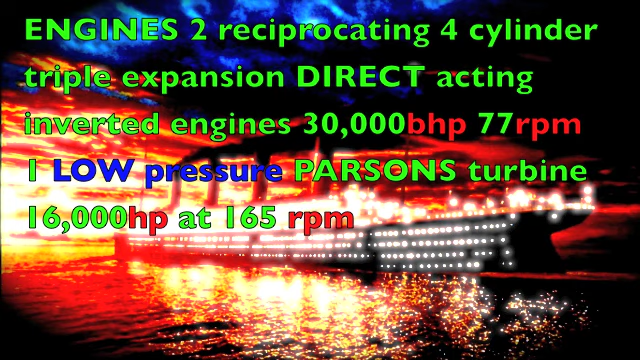 ENGINES 2 reciprocating 4 cylinder
triple expansion DIRECT acting
inverted engines 30,000bhp 77rpm
1 LOW pressure PARSONS turbine
16,000hp at 165 rpm